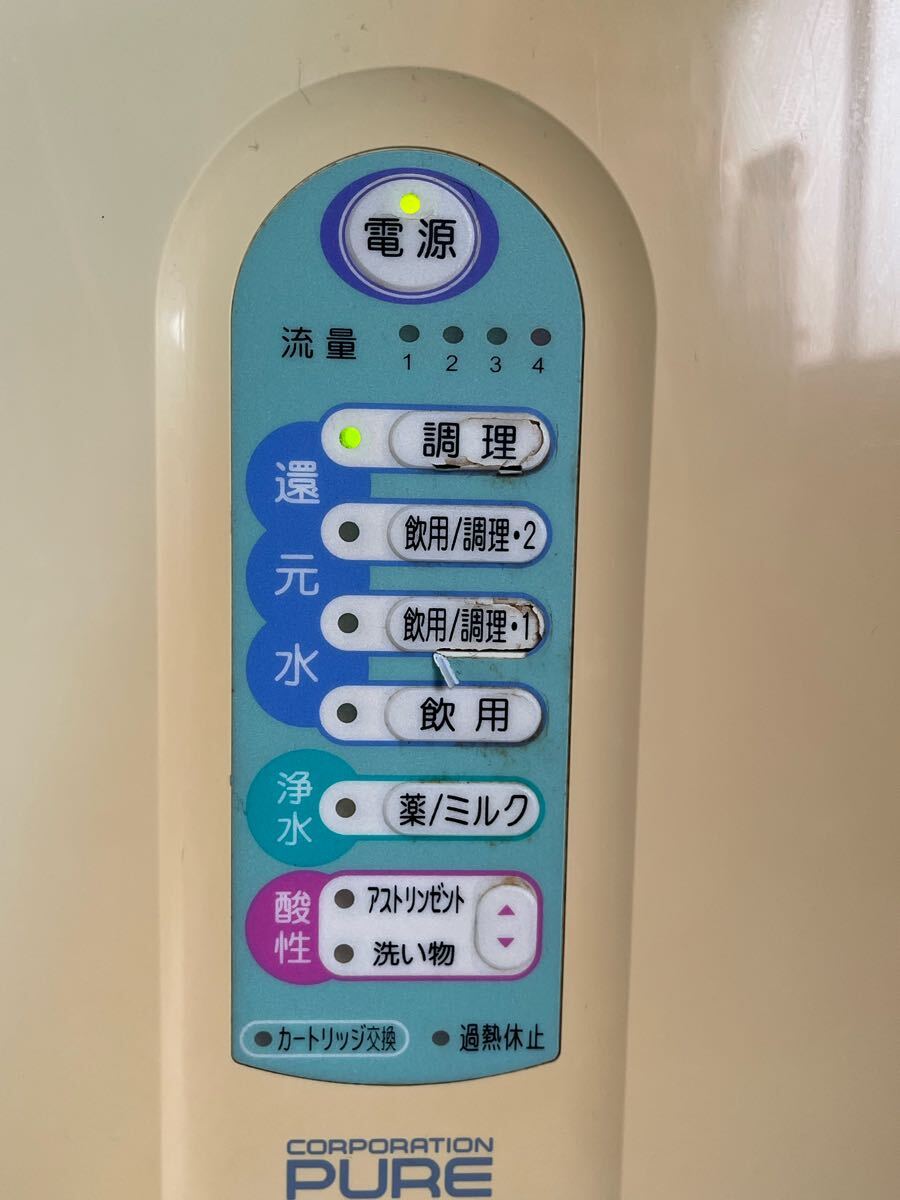 電源
流量
1 2 3 4
還元水
調理
飲用/調理・2
飲用/調理・1
飲用
浄水
薬/ミルク
酸性
アストリンゼント
洗い物
カートリッジ交換
過熱休止
CORPORATION
PURE